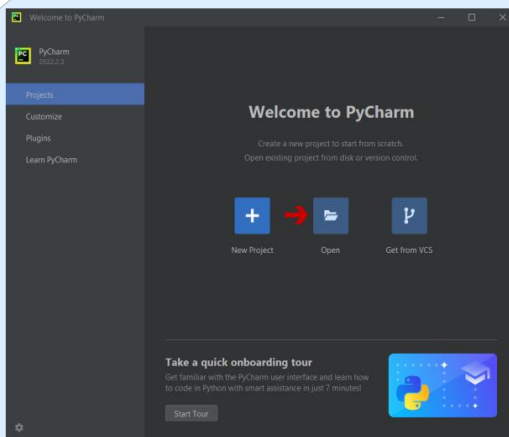 Welcome to PyCharm
PC
PyCharm
2022.2.3
Projects
Customize
Plugins
Learn PyCharm
Welcome to PyCharm
Create a new project to start from scratch.
Open existing project from disk or version control.
New Project
Open
Get from VCS
Take a quick onboarding tour
Get familiar with the PyCharm user interface and learn how
to code in Python with smart assistance in just 7 minutes!
Start Tour